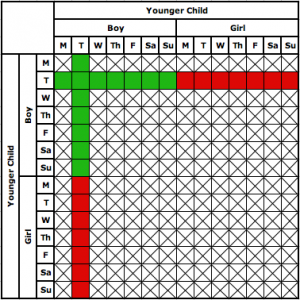 Younger Child
Boy Girl
M T W Th F Sa Su M T W Th F Sa Su
Younger Child
Boy
M
T
W
Th
F
Sa
Su
Girl
M
T
W
Th
F
Sa
Su